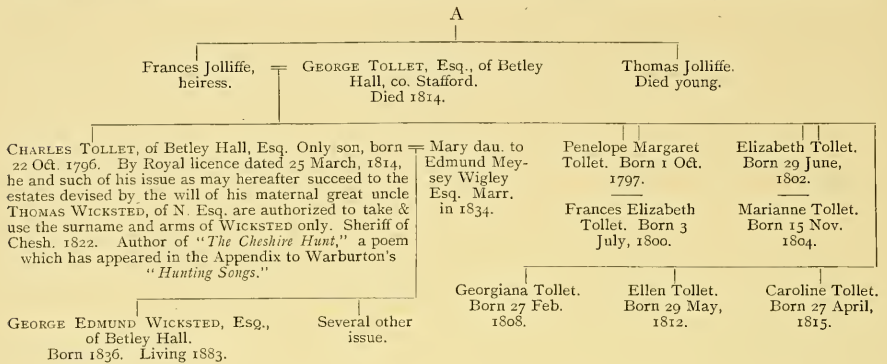 A
Frances Jolliffe,
heiress.
=
GEORGE TOLLET, Esq., of Betley
Hall, co. Stafford.
Died 1814.
Thomas Jolliffe.
Died young.
CHARLES TOLLET, of Betley Hall, Esq. Only son, born
22 Oct. 1796. By Royal licence dated 25 March, 1814,
he and such of his issue as may hereafter succeed to the
estates devised by the will of his maternal great uncle
THOMAS WICKSTED, of N. Esq. are authorized to take &
use the surname and arms of WICKSTED only. Sheriff of
Chesh. 1822. Author of "The Cheshire Hunt," a poem
which has appeared in the Appendix to Warburton's
"Hunting Songs."
=
Mary dau. to
Edmund Mey-
sey Wigley
Esq. Marr.
in 1834.
Penelope Margaret
Tollet. Born 1 Oct.
1797.
Frances Elizabeth
Tollet. Born 3
July, 1800.
Elizabeth Tollet.
Born 29 June,
1802.
Marianne Tollet.
Born 15 Nov.
1804.
Georgiana Tollet.
Born 27 Feb.
1808.
Ellen Tollet.
Born 29 May,
1812.
Caroline Tollet.
Born 27 April,
1815.
GEORGE EDMUND WICKSTED, Esq.,
of Betley Hall.
Born 1836. Living 1883.
Several other
issue.